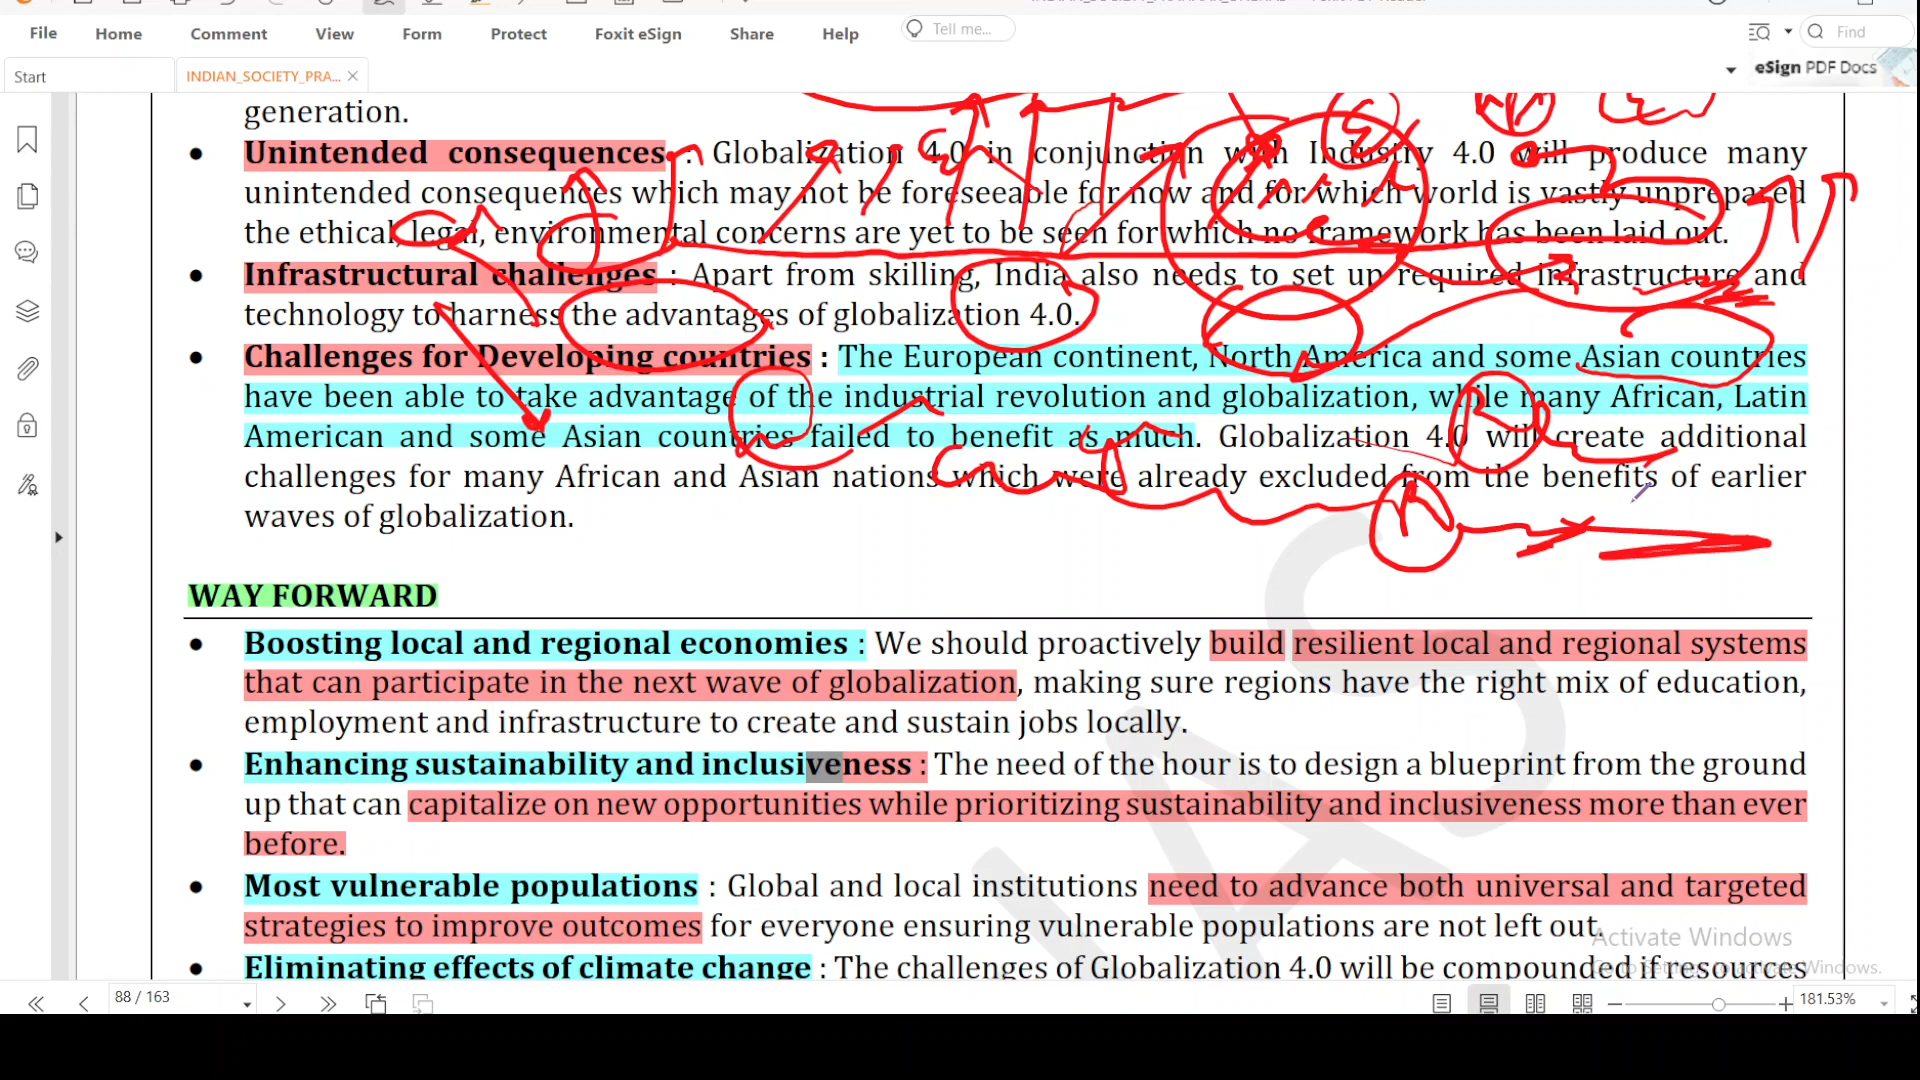 File Home Comment View Form Protect Foxit eSign Share Help Tell me... Find
Start INDIAN_SOCIETY_PRA... eSign PDF Docs
generation.
• Unintended consequences : Globalization 4.0 in conjunction with Industry 4.0 will produce many
unintended consequences which may not be foreseeable for now and for which world is vastly unprepared
the ethical, legal, environmental concerns are yet to be seen for which no framework has been laid out.
• Infrastructural challenges : Apart from skilling, India also needs to set up required infrastructure and
technology to harness the advantages of globalization 4.0.
• Challenges for Developing countries : The European continent, North America and some Asian countries
have been able to take advantage of the industrial revolution and globalization, while many African, Latin
American and some Asian countries failed to benefit as much. Globalization 4.0 will create additional
challenges for many African and Asian nations which were already excluded from the benefits of earlier
waves of globalization.
WAY FORWARD
• Boosting local and regional economies : We should proactively build resilient local and regional systems
that can participate in the next wave of globalization, making sure regions have the right mix of education,
employment and infrastructure to create and sustain jobs locally.
• Enhancing sustainability and inclusiveness : The need of the hour is to design a blueprint from the ground
up that can capitalize on new opportunities while prioritizing sustainability and inclusiveness more than ever
before.
• Most vulnerable populations : Global and local institutions need to advance both universal and targeted
strategies to improve outcomes for everyone ensuring vulnerable populations are not left out.
Activate Windows
• Eliminating effects of climate change : The challenges of Globalization 4.0 will be compounded if resources
Go to Settings to activate Windows.
IAS
88 / 163 181.53%